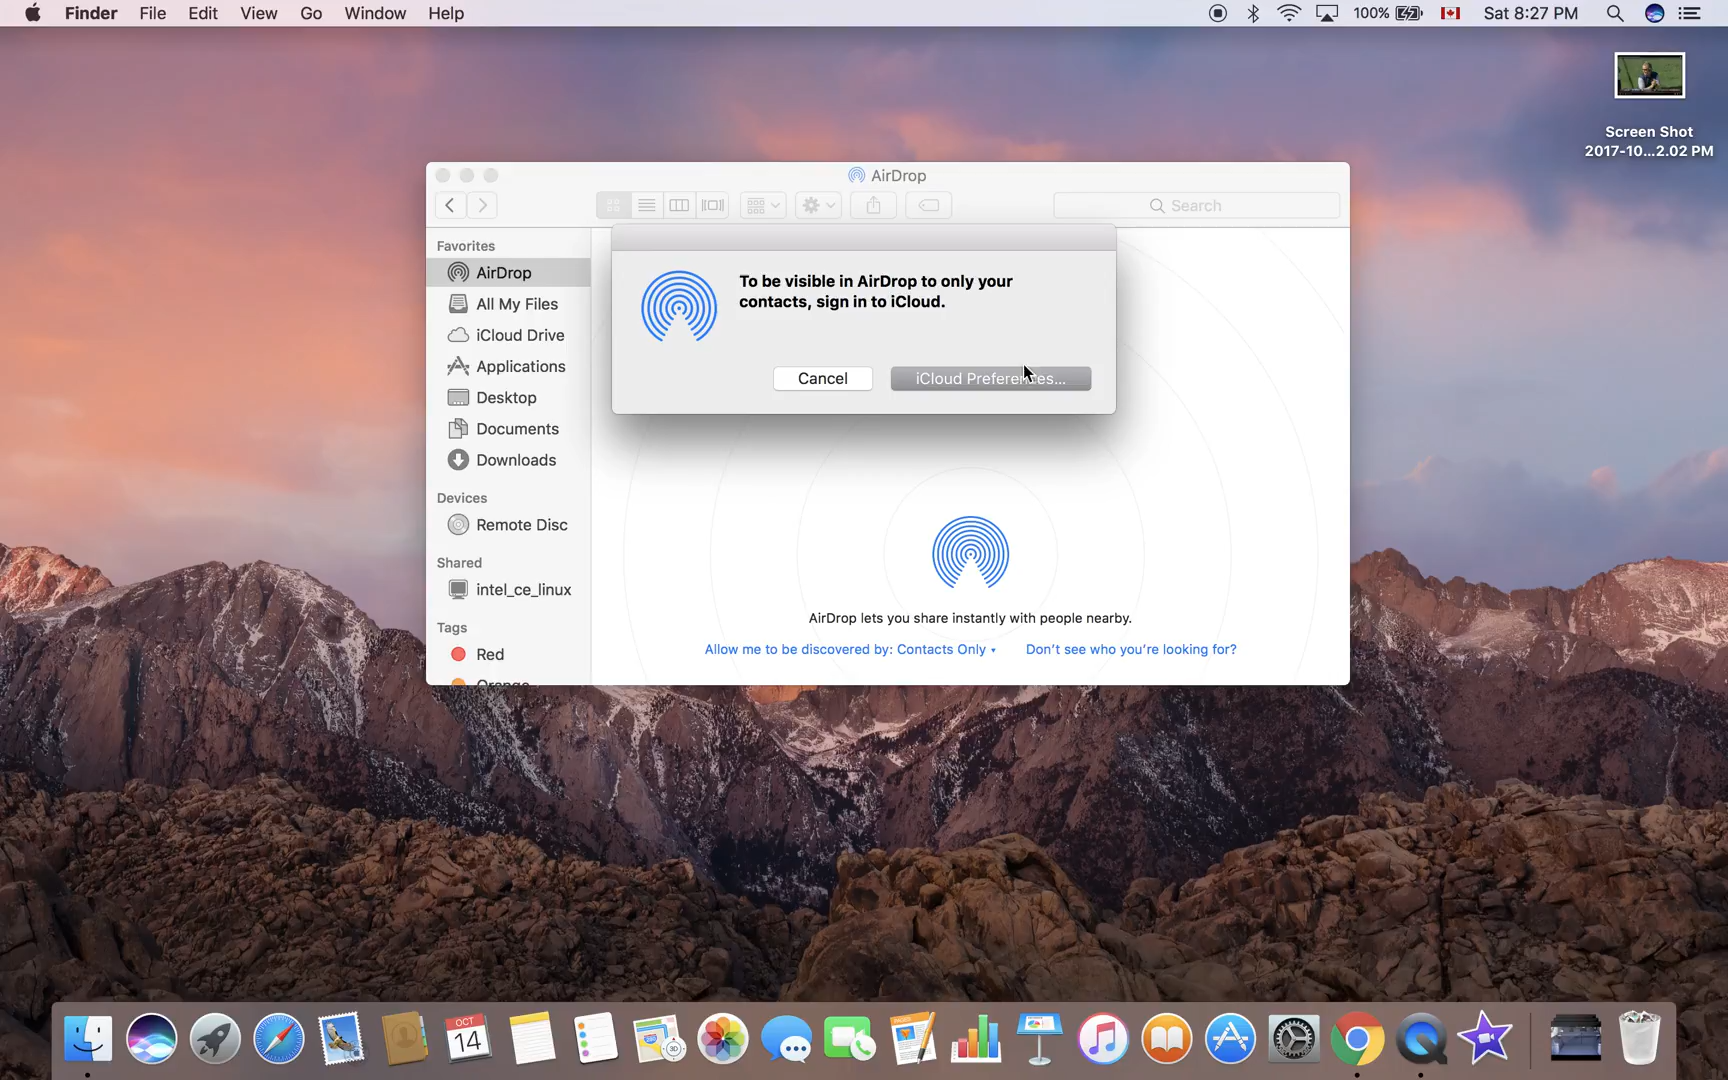 Finder File Edit View Go Window Help 100% Sat 8:27 PM
Screen Shot
2017-10...2.02 PM
AirDrop
Search
Favorites
AirDrop
All My Files
iCloud Drive
Applications
Desktop
Documents
Downloads
Devices
Remote Disc
Shared
intel_ce_linux
Tags
Red
Orange
To be visible in AirDrop to only your
contacts, sign in to iCloud.
Cancel iCloud Preferences...
AirDrop lets you share instantly with people nearby.
Allow me to be discovered by: Contacts Only Don't see who you're looking for?
OCT
14
3D